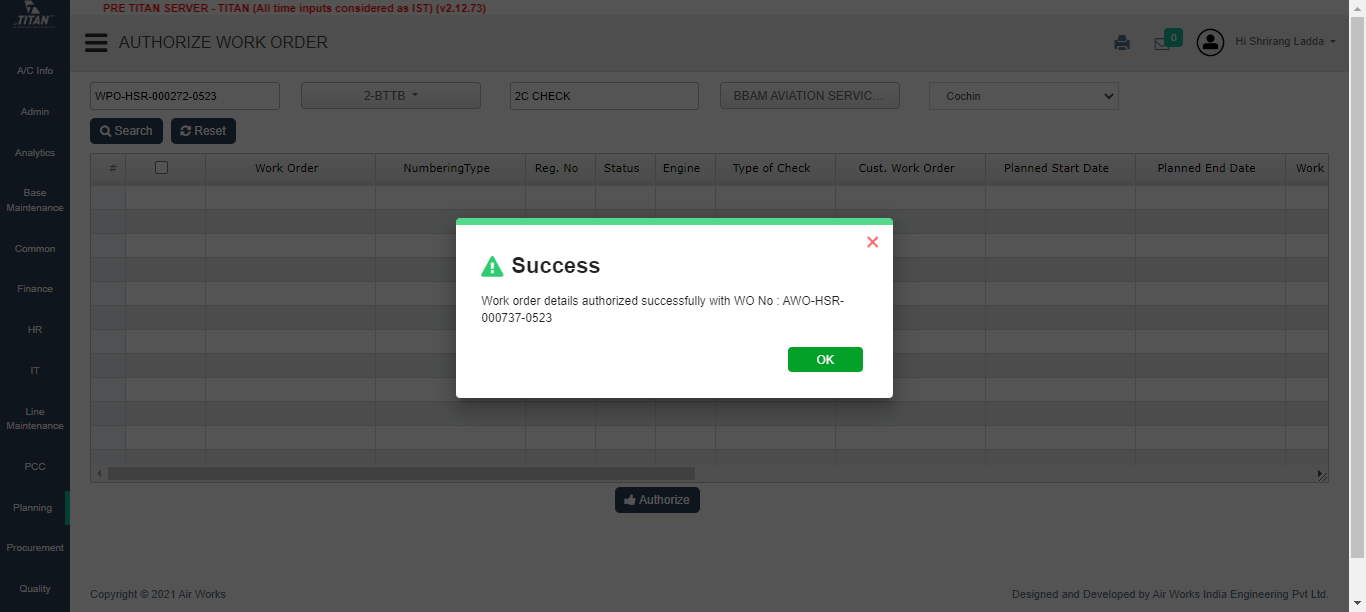 PRE TITAN SERVER - TITAN (All time inputs considered as IST) (v2.12.73)
TITAN
AUTHORIZE WORK ORDER
0
Hi Shrirang Ladda
A/C Info
Admin
Analytics
Base
Maintenance
Common
Finance
HR
IT
Line
Maintenance
PCC
Planning
Procurement
Quality
WPO-HSR-000272-0523
2-BTTB
2C CHECK
BBAM AVIATION SERVIC...
Cochin
Search
Reset
# Work Order NumberingType Reg. No Status Engine Type of Check Cust. Work Order Planned Start Date Planned End Date Work
Success
Work order details authorized successfully with WO No : AWO-HSR-
000737-0523
OK
Authorize
Copyright © 2021 Air Works
Designed and Developed by Air Works India Engineering Pvt Ltd.